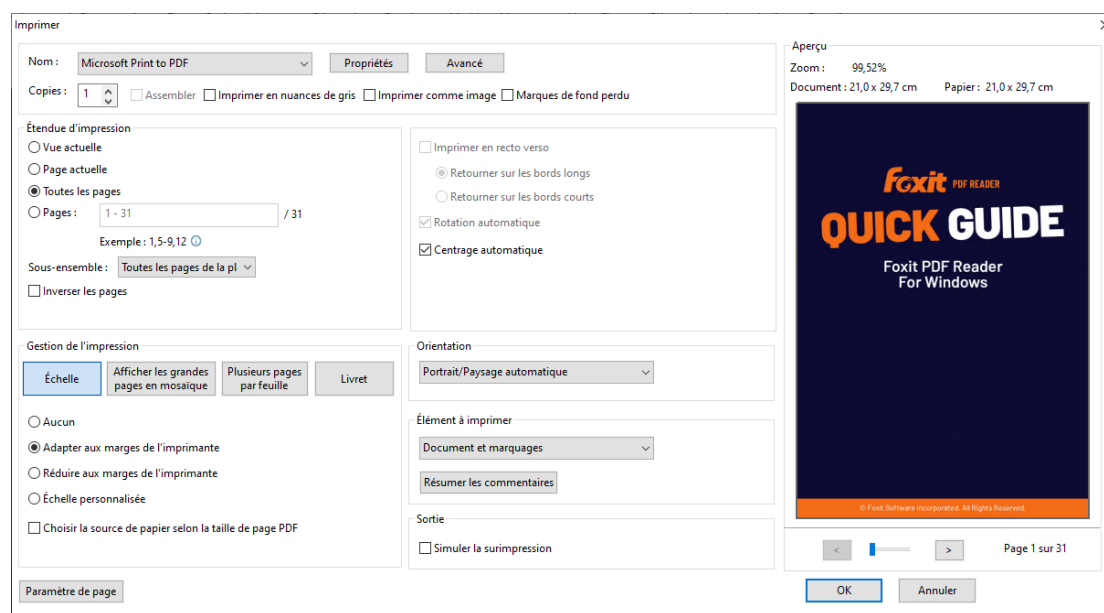 Imprimer
Nom :
Microsoft Print to PDF
Propriétés
Avancé
Copies :
1
Assembler
Imprimer en nuances de gris
Imprimer comme image
Marques de fond perdu
Étendue d'impression
Vue actuelle
Page actuelle
Toutes les pages
Pages :
1 - 31
/ 31
Exemple : 1,5-9,12
Sous-ensemble :
Toutes les pages de la pl
Inverser les pages
Imprimer en recto verso
Retourner sur les bords longs
Retourner sur les bords courts
Rotation automatique
Centrage automatique
Gestion de l'impression
Échelle
Afficher les grandes
pages en mosaïque
Plusieurs pages
par feuille
Livret
Aucun
Adapter aux marges de l'imprimante
Réduire aux marges de l'imprimante
Échelle personnalisée
Choisir la source de papier selon la taille de page PDF
Orientation
Portrait/Paysage automatique
Élément à imprimer
Document et marquages
Résumer les commentaires
Sortie
Simuler la surimpression
Paramètre de page
Aperçu
Zoom : 99,52%
Document : 21,0 x 29,7 cm
Papier : 21,0 x 29,7 cm
Foxit PDF READER
QUICK GUIDE
Foxit PDF Reader
For Windows
© Foxit Software Incorporated. All Rights Reserved.
<
>
Page 1 sur 31
OK
Annuler